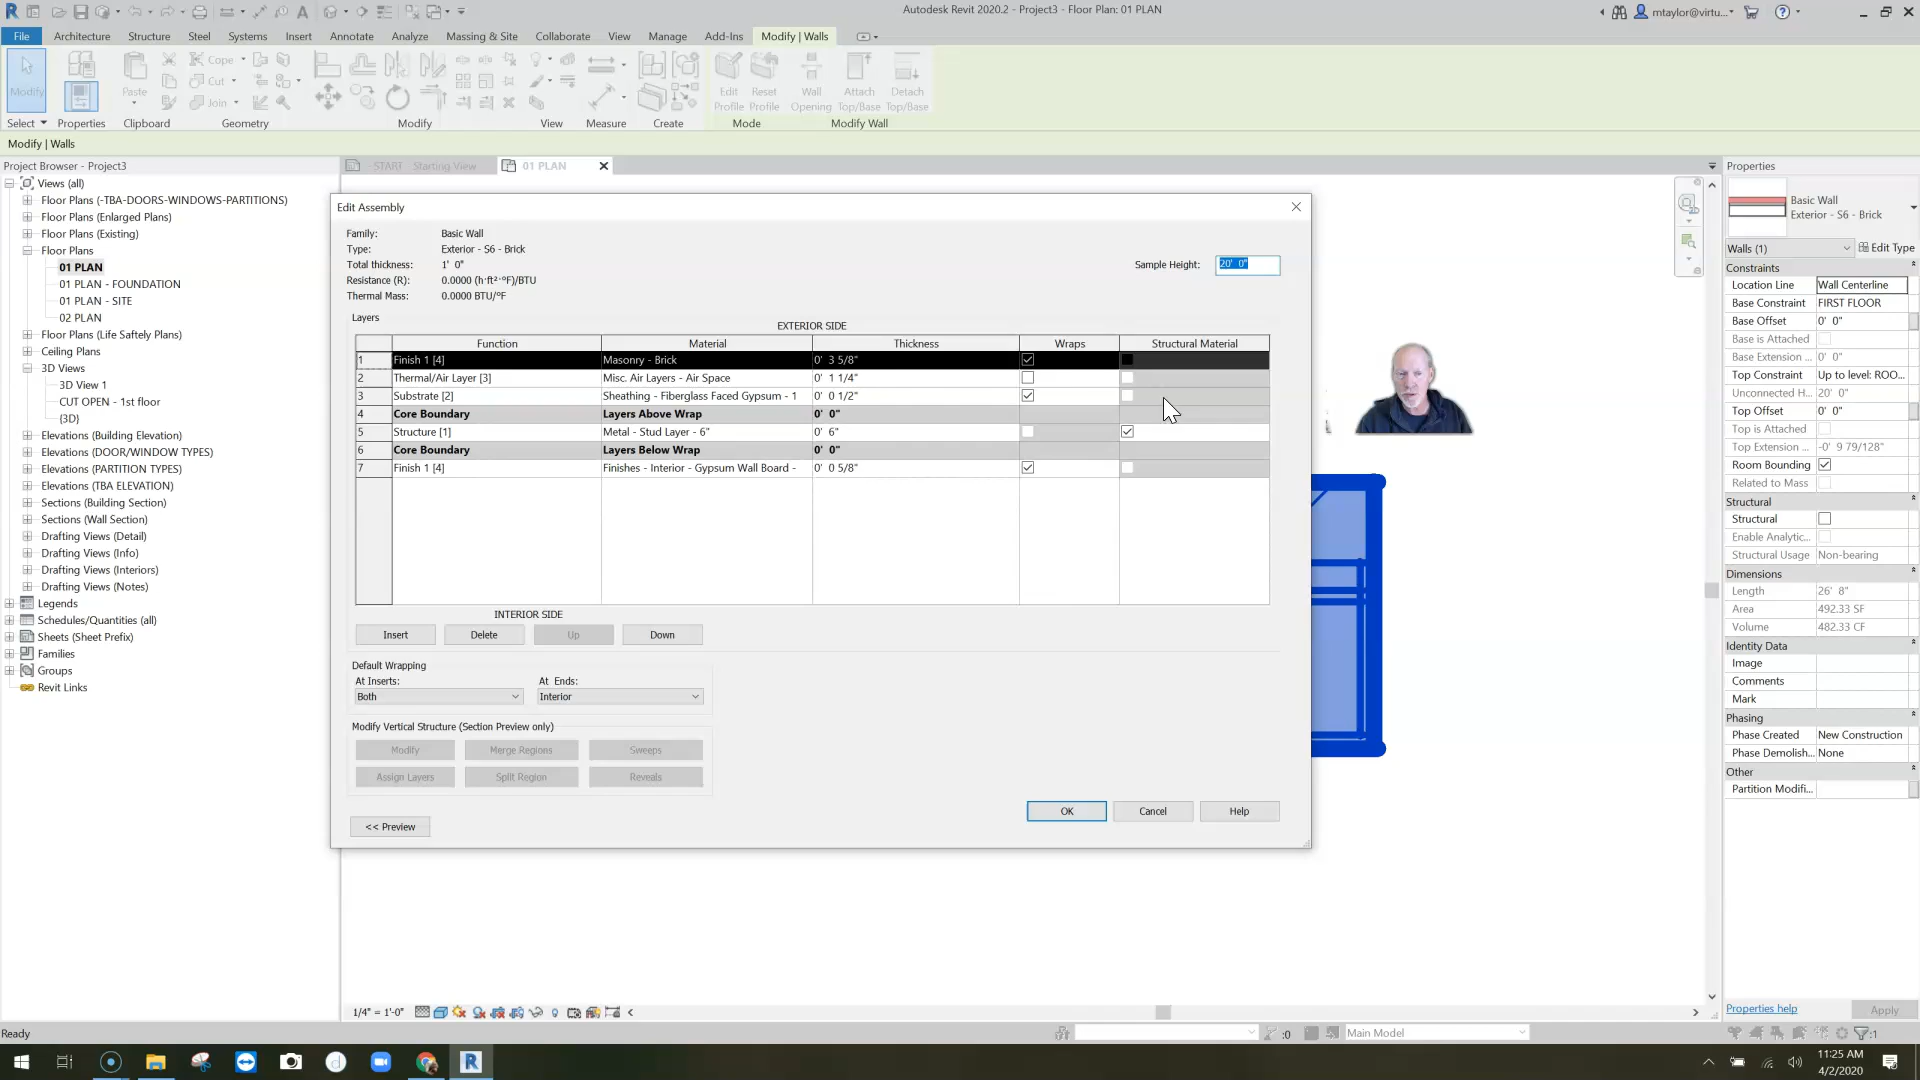 Autodesk Revit 2020.2 - Project3 - Floor Plan: 01 PLAN
mtaylor@virtu...
File Architecture Structure Steel Systems Insert Annotate Analyze Massing & Site Collaborate View Manage Add-Ins Modify | Walls
Modify
Paste
Cope
Cut
Join
Edit Profile
Reset Profile
Wall Opening
Attach Top/Base
Detach Top/Base
Select Properties Clipboard Geometry Modify View Measure Create Mode Modify Wall
Modify | Walls
Project Browser - Project3
Views (all)
Floor Plans (-TBA-DOORS-WINDOWS-PARTITIONS)
Floor Plans (Enlarged Plans)
Floor Plans (Existing)
Floor Plans
01 PLAN
01 PLAN - FOUNDATION
01 PLAN - SITE
02 PLAN
Floor Plans (Life Saftely Plans)
Ceiling Plans
3D Views
3D View 1
CUT OPEN - 1st floor
{3D}
Elevations (Building Elevation)
Elevations (DOOR/WINDOW TYPES)
Elevations (PARTITION TYPES)
Elevations (TBA ELEVATION)
Sections (Building Section)
Sections (Wall Section)
Drafting Views (Detail)
Drafting Views (Info)
Drafting Views (Interiors)
Drafting Views (Notes)
Legends
Schedules/Quantities (all)
Sheets (Sheet Prefix)
Families
Groups
Revit Links
START Starting View
01 PLAN
Edit Assembly
Family: Basic Wall
Type: Exterior - S6 - Brick
Total thickness: 1' 0"
Resistance (R): 0.0000 (h·ft²·°F)/BTU
Thermal Mass: 0.0000 BTU/°F
Sample Height: 20' 0"
Layers
EXTERIOR SIDE
Function Material Thickness Wraps Structural Material
1 Finish 1 [4] Masonry - Brick 0' 3 5/8"
2 Thermal/Air Layer [3] Misc. Air Layers - Air Space 0' 1 1/4"
3 Substrate [2] Sheathing - Fiberglass Faced Gypsum - 1 0' 0 1/2"
4 Core Boundary Layers Above Wrap 0' 0"
5 Structure [1] Metal - Stud Layer - 6" 0' 6"
6 Core Boundary Layers Below Wrap 0' 0"
7 Finish 1 [4] Finishes - Interior - Gypsum Wall Board - 0' 0 5/8"
INTERIOR SIDE
Insert Delete Up Down
Default Wrapping
At Inserts: At Ends:
Both Interior
Modify Vertical Structure (Section Preview only)
Modify Merge Regions Sweeps
Assign Layers Split Region Reveals
OK Cancel Help
<< Preview
Properties
Basic Wall
Exterior - S6 - Brick
Walls (1) Edit Type
Constraints
Location Line Wall Centerline
Base Constraint FIRST FLOOR
Base Offset 0' 0"
Base is Attached
Base Extension ... 0' 0"
Top Constraint Up to level: ROO...
Unconnected H... 20' 0"
Top Offset 0' 0"
Top is Attached
Top Extension ... -0' 9 79/128"
Room Bounding
Related to Mass
Structural
Structural
Enable Analytic...
Structural Usage Non-bearing
Dimensions
Length 26' 8"
Area 492.33 SF
Volume 482.33 CF
Identity Data
Image
Comments
Mark
Phasing
Phase Created New Construction
Phase Demolish... None
Other
Partition Modifi...
Properties help Apply
1/4" = 1'-0"
Ready
:0
Main Model
:1
11:25 AM
4/2/2020